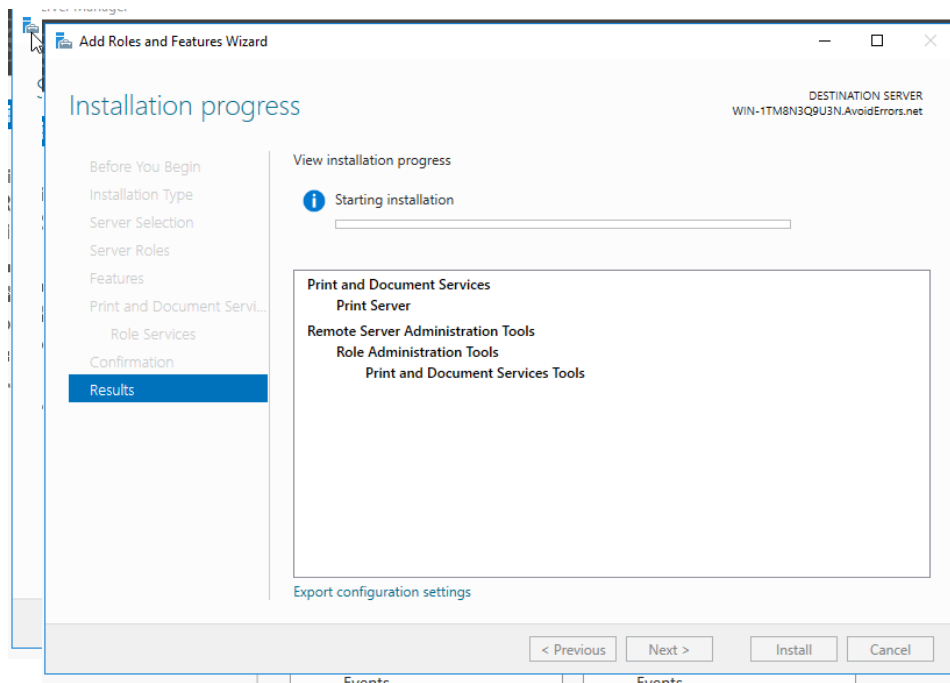 Add Roles and Features Wizard
Installation progress
DESTINATION SERVER
WIN-1TM8N3Q9U3N.AvoidErrors.net
Before You Begin
Installation Type
Server Selection
Server Roles
Features
Print and Document Servi...
Role Services
Confirmation
Results
View installation progress
Starting installation
Print and Document Services
Print Server
Remote Server Administration Tools
Role Administration Tools
Print and Document Services Tools
Export configuration settings
< Previous
Next >
Install
Cancel
Events
Events